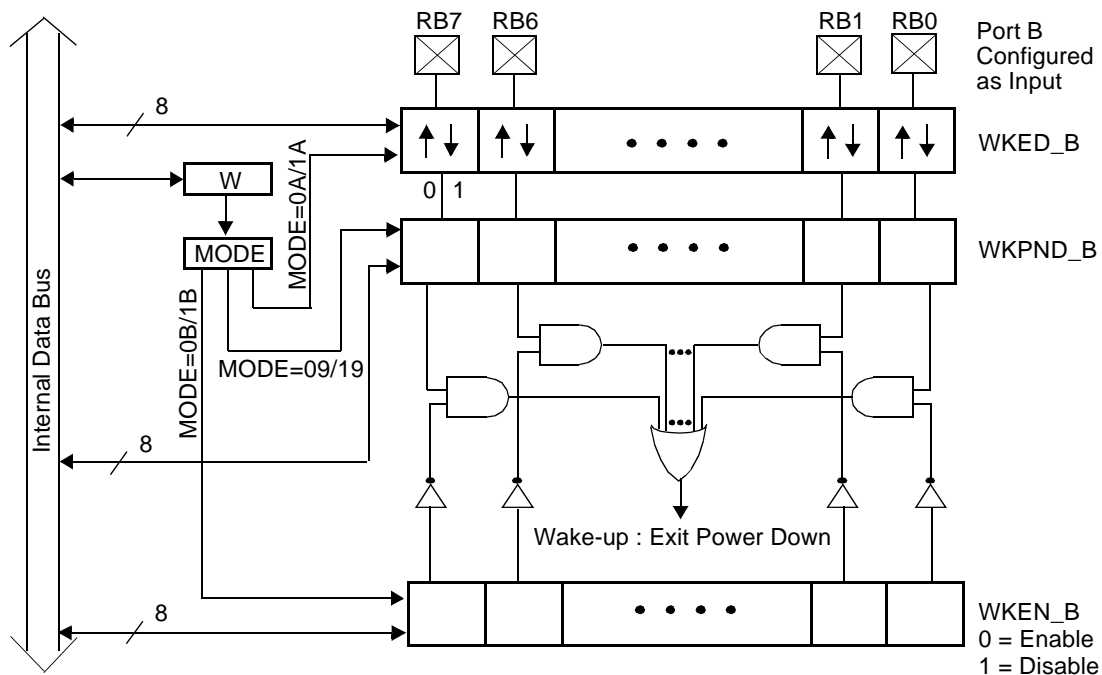 RB7 RB6 RB1 RB0
Port B
Configured
as Input
8
WKED_B
W
0 1
MODE=0A/1A
MODE
WKPND_B
MODE=0B/1B
MODE=09/19
Internal Data Bus
8
Wake-up : Exit Power Down
8
WKEN_B
0 = Enable
1 = Disable